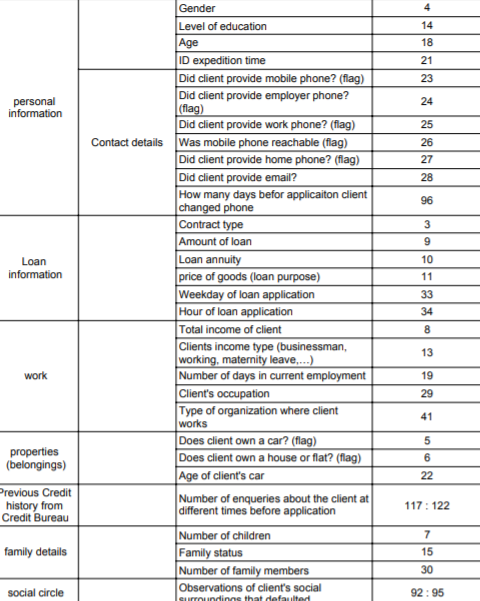 Gender 4
Level of education 14
Age 18
ID expedition time 21
personal
information
Contact details
Did client provide mobile phone? (flag) 23
Did client provide employer phone?
(flag) 24
Did client provide work phone? (flag) 25
Was mobile phone reachable (flag) 26
Did client provide home phone? (flag) 27
Did client provide email? 28
How many days befor applicaiton client
changed phone 96
Loan
information
Contract type 3
Amount of loan 9
Loan annuity 10
price of goods (loan purpose) 11
Weekday of loan application 33
Hour of loan application 34
work
Total income of client 8
Clients income type (businessman,
working, maternity leave,...) 13
Number of days in current employment 19
Client's occupation 29
Type of organization where client
works 41
properties
(belongings)
Does client own a car? (flag) 5
Does client own a house or flat? (flag) 6
Age of client's car 22
Previous Credit
history from
Credit Bureau
Number of enqueries about the client at
different times before application 117 : 122
family details
Number of children 7
Family status 15
Number of family members 30
social circle
Observations of client's social
surroundings that defaulted 92 : 95